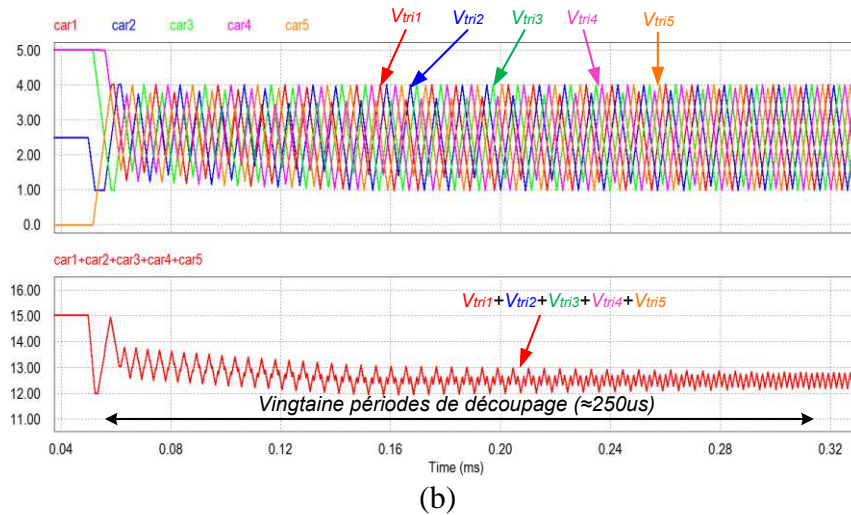 car1 car2 car3 car4 car5
Vtri1 Vtri2 Vtri3 Vtri4 Vtri5
5.00
4.00
3.00
2.00
1.00
0.0
car1+car2+car3+car4+car5
16.00
15.00
14.00
13.00
12.00
11.00
Vtri1+Vtri2+Vtri3+Vtri4+Vtri5
Vingtaine périodes de découpage (≈250us)
0.04 0.08 0.12 0.16 0.20 0.24 0.28 0.32
Time (ms)
(b)